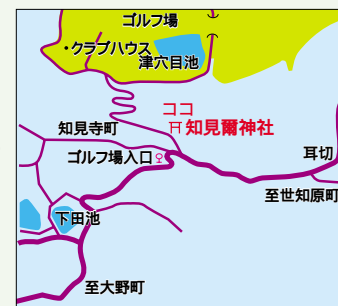 ゴルフ場
・クラブハウス
津穴目池
ココ
知見爾神社
知見寺町
ゴルフ場入口
耳切
至世知原町
下田池
至大野町